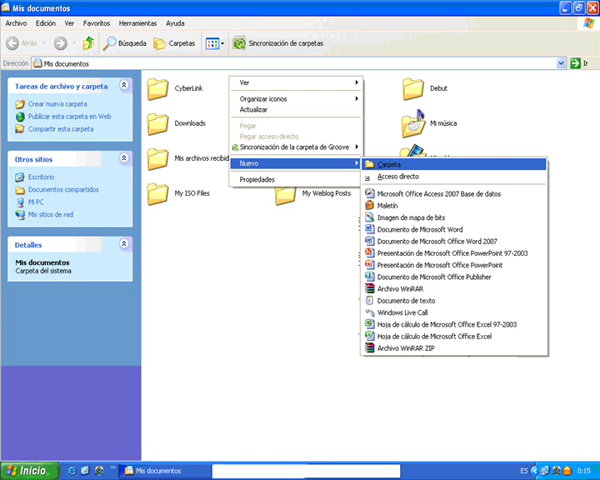 Mis documentos
Archivo Edición Ver Favoritos Herramientas Ayuda
Atrás Búsqueda Carpetas Sincronización de carpetas
Dirección Mis documentos Ir
Tareas de archivo y carpeta
Crear nueva carpeta
Publicar esta carpeta en Web
Compartir esta carpeta
Otros sitios
Escritorio
Documentos compartidos
Mi PC
Mis sitios de red
Detalles
Mis documentos
Carpeta del sistema
CyberLink
Debut
Downloads
Mi música
Mis archivos recibid
My ISO Files
My Weblog Posts
Ver
Organizar iconos
Actualizar
Pegar
Pegar acceso directo
Sincronización de la carpeta de Groove
Nuevo
Propiedades
Carpeta
Acceso directo
Microsoft Office Access 2007 Base de datos
Maletín
Imagen de mapa de bits
Documento de Microsoft Word
Documento de Microsoft Office Word 2007
Presentación de Microsoft Office PowerPoint 97-2003
Presentación de Microsoft Office PowerPoint
Documento de Microsoft Office Publisher
Archivo WinRAR
Documento de texto
Windows Live Call
Hoja de cálculo de Microsoft Office Excel 97-2003
Hoja de cálculo de Microsoft Office Excel
Archivo WinRAR ZIP
Inicio Mis documentos ES 0:15